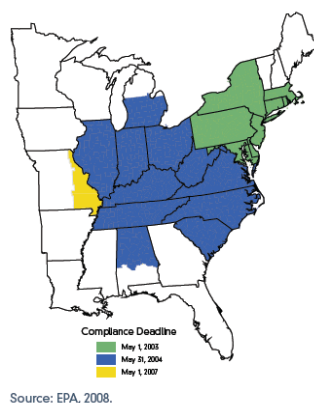 Compliance Deadline
May 1, 2003
May 31, 2004
May 1, 2007
Source: EPA, 2008.